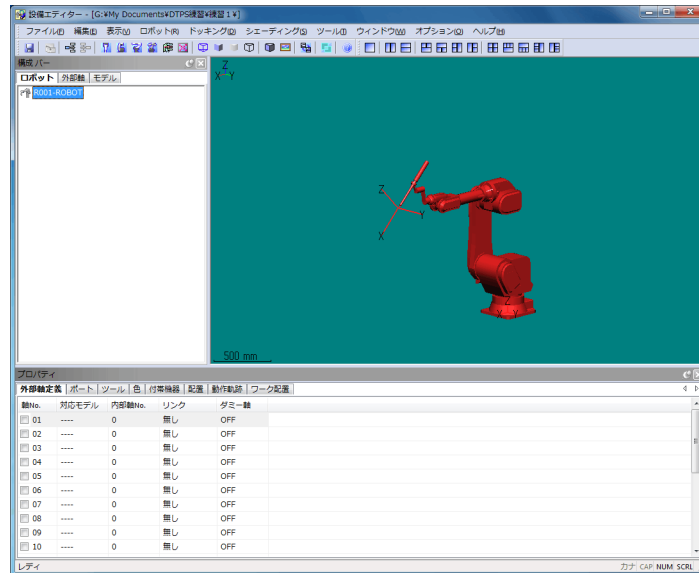 設備エディター - [G:¥My Documents¥DTPS練習¥練習１¥]
ファイル(F) 編集(E) 表示(V) ロボット(R) ドッキング(D) シェーディング(S) ツール(T) ウィンドウ(W) オプション(O) ヘルプ(H)
構成バー
ロボット 外部軸 モデル
R001-ROBOT
Z
X Y
Z
Y
X
Z
X Y
500 mm
プロパティ
外部軸定義 ポート ツール 色 付帯機器 配置 動作軌跡 ワーク配置
軸No. 対応モデル 内部軸No. リンク ダミー軸
01 ---- 0 無し OFF
02 ---- 0 無し OFF
03 ---- 0 無し OFF
04 ---- 0 無し OFF
05 ---- 0 無し OFF
06 ---- 0 無し OFF
07 ---- 0 無し OFF
08 ---- 0 無し OFF
09 ---- 0 無し OFF
10 ---- 0 無し OFF
レディ カナ CAP NUM SCRL